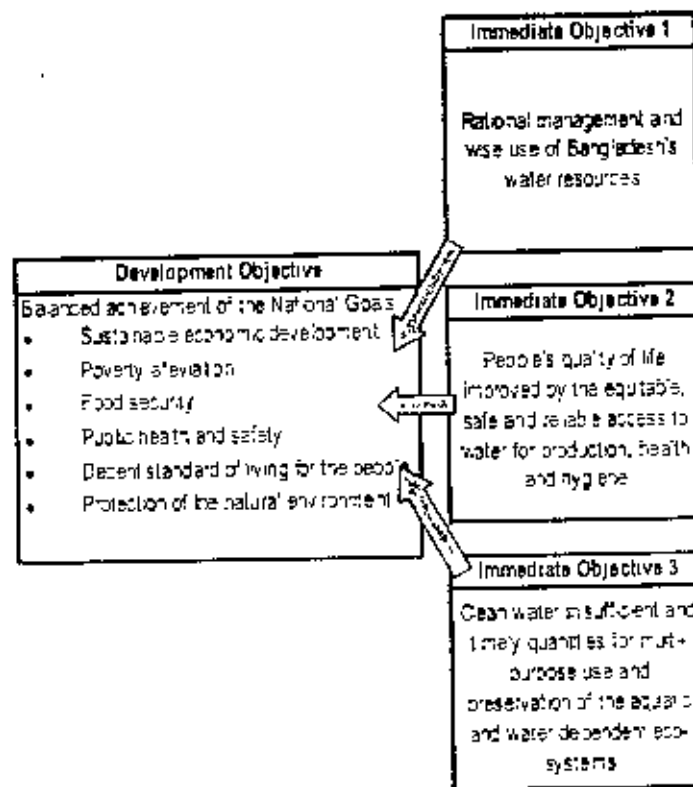 Immediate Objective 1
Rational management and
wise use of Bangladesh's
water resources
Development Objective
Balanced achievement of the National Goals
• Sustainable economic development
• Poverty alleviation
• Food security
• Public health and safety
• Decent standard of living for the people
• Protection of the natural environment
Immediate Objective 2
People's quality of life
improved by the equitable,
safe and reliable access to
water for production, health
and hygiene
Immediate Objective 3
Clean water in sufficient and
timely quantities for multi-
purpose use and
preservation of the aquatic
and water dependent eco-
systems